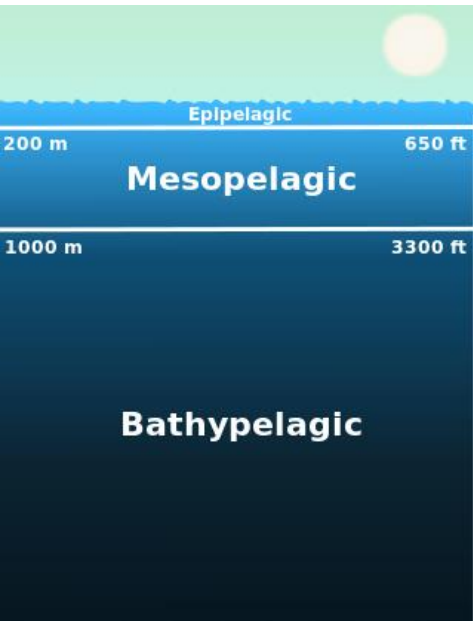 Epipelagic
200 m 650 ft
Mesopelagic
1000 m 3300 ft
Bathypelagic